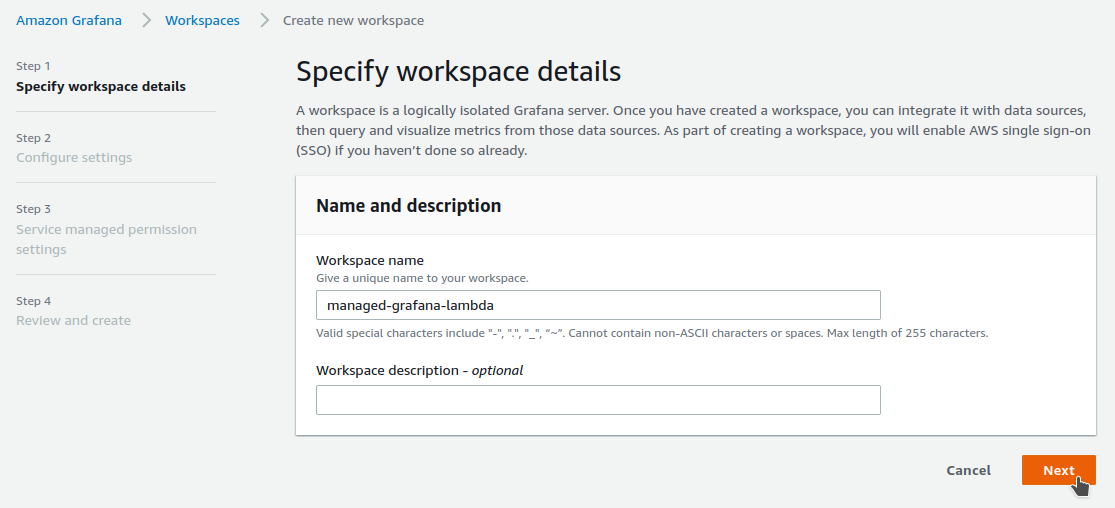 Amazon Grafana > Workspaces > Create new workspace
Step 1
Specify workspace details
Step 2
Configure settings
Step 3
Service managed permission
settings
Step 4
Review and create
Specify workspace details
A workspace is a logically isolated Grafana server. Once you have created a workspace, you can integrate it with data sources,
then query and visualize metrics from those data sources. As part of creating a workspace, you will enable AWS single sign-on
(SSO) if you haven’t done so already.
Name and description
Workspace name
Give a unique name to your workspace.
managed-grafana-lambda
Valid special characters include "-", ".", "_", “~”. Cannot contain non-ASCII characters or spaces. Max length of 255 characters.
Workspace description - optional
Cancel
Next